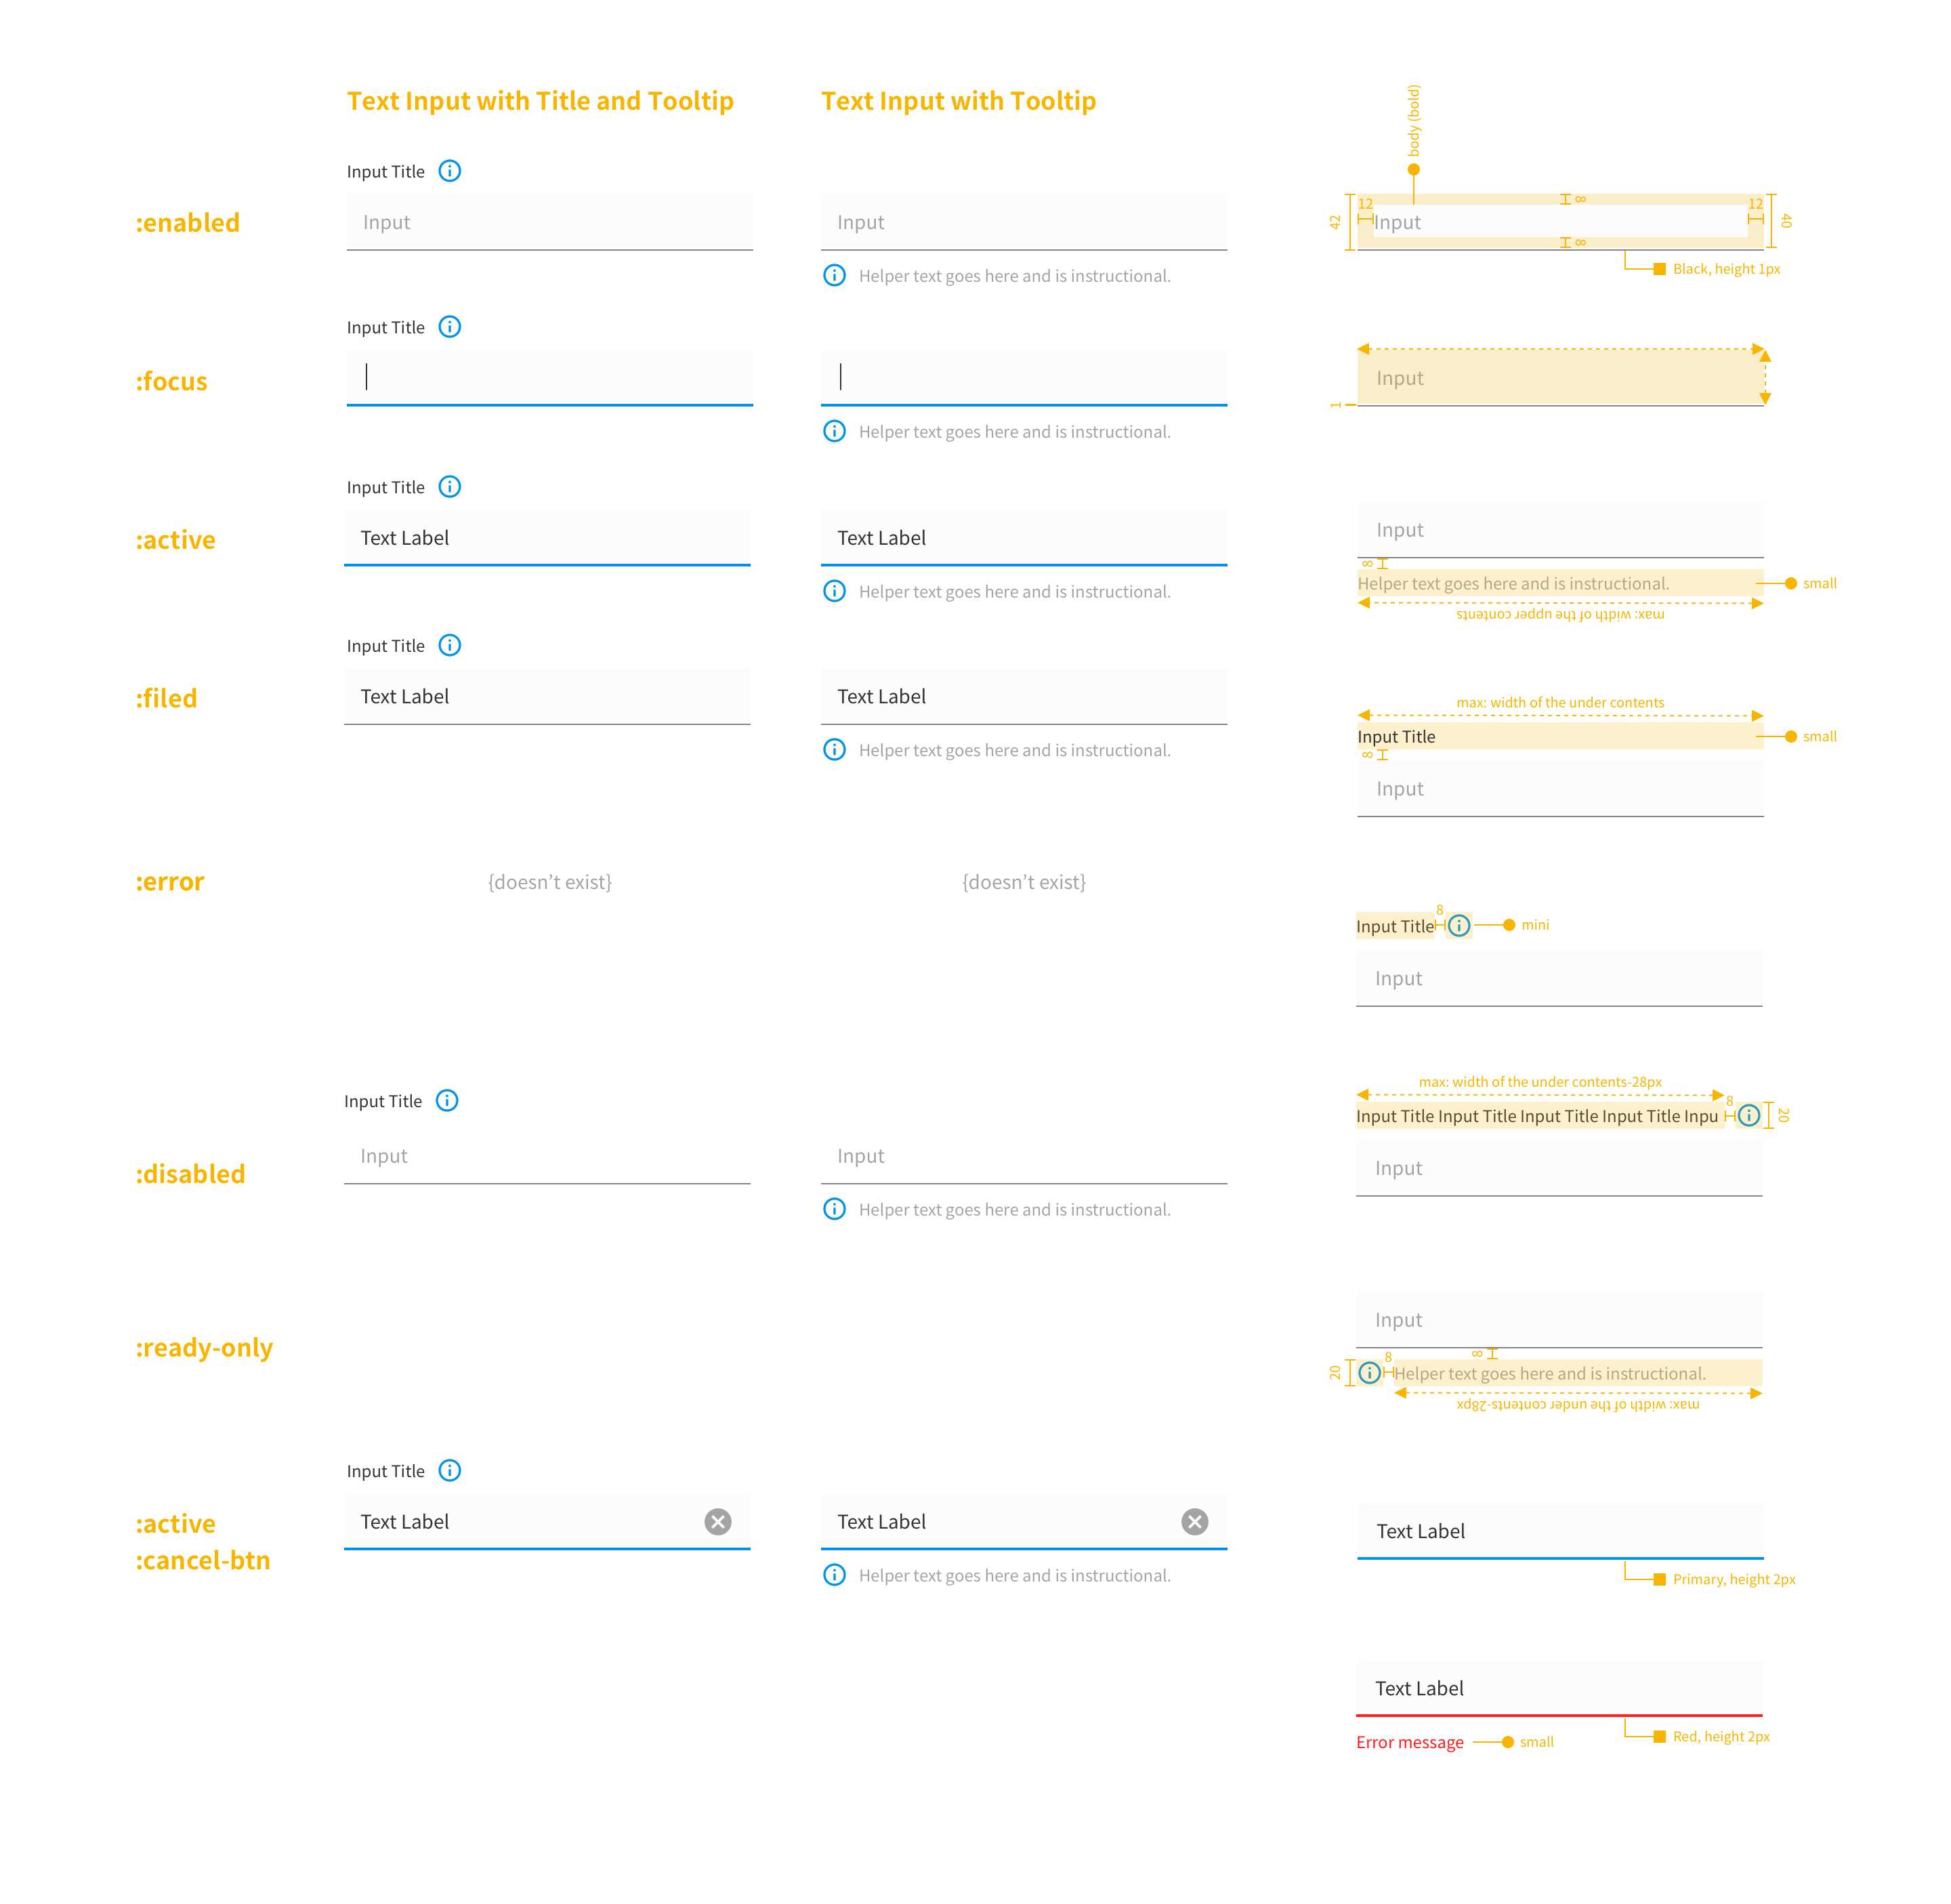 Text Input with Title and Tooltip
Text Input with Tooltip
body (bold)
:enabled
Input Title
Input
Input
Helper text goes here and is instructional.
42
12
Input
8
8
12
40
Black, height 1px
:focus
Input Title
Helper text goes here and is instructional.
Input
1
:active
Input Title
Text Label
Text Label
Helper text goes here and is instructional.
Input
8
Helper text goes here and is instructional.
small
max: width of the upper contents
:filed
Input Title
Text Label
Text Label
Helper text goes here and is instructional.
max: width of the under contents
Input Title
small
8
Input
:error
{doesn’t exist}
{doesn’t exist}
Input Title
8
mini
Input
:disabled
Input Title
Input
Input
Helper text goes here and is instructional.
max: width of the under contents-28px
Input Title Input Title Input Title Input Title Inpu
8
20
Input
:ready-only
Input
20
8
8
Helper text goes here and is instructional.
max: width of the under contents-28px
:active
:cancel-btn
Input Title
Text Label
Text Label
Helper text goes here and is instructional.
Text Label
Primary, height 2px
Text Label
Red, height 2px
Error message
small